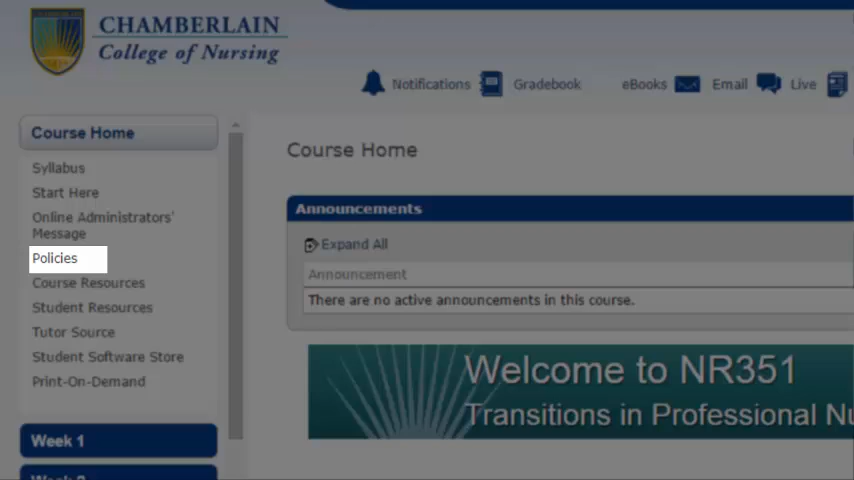 CHAMBERLAIN
College of Nursing
Notifications Gradebook eBooks Email Live
Course Home
Syllabus
Start Here
Online Administrators'
Message
Policies
Course Resources
Student Resources
Tutor Source
Student Software Store
Print-On-Demand
Week 1
Course Home
Announcements
Expand All
Announcement
There are no active announcements in this course.
Welcome to NR351
Transitions in Professional Nu